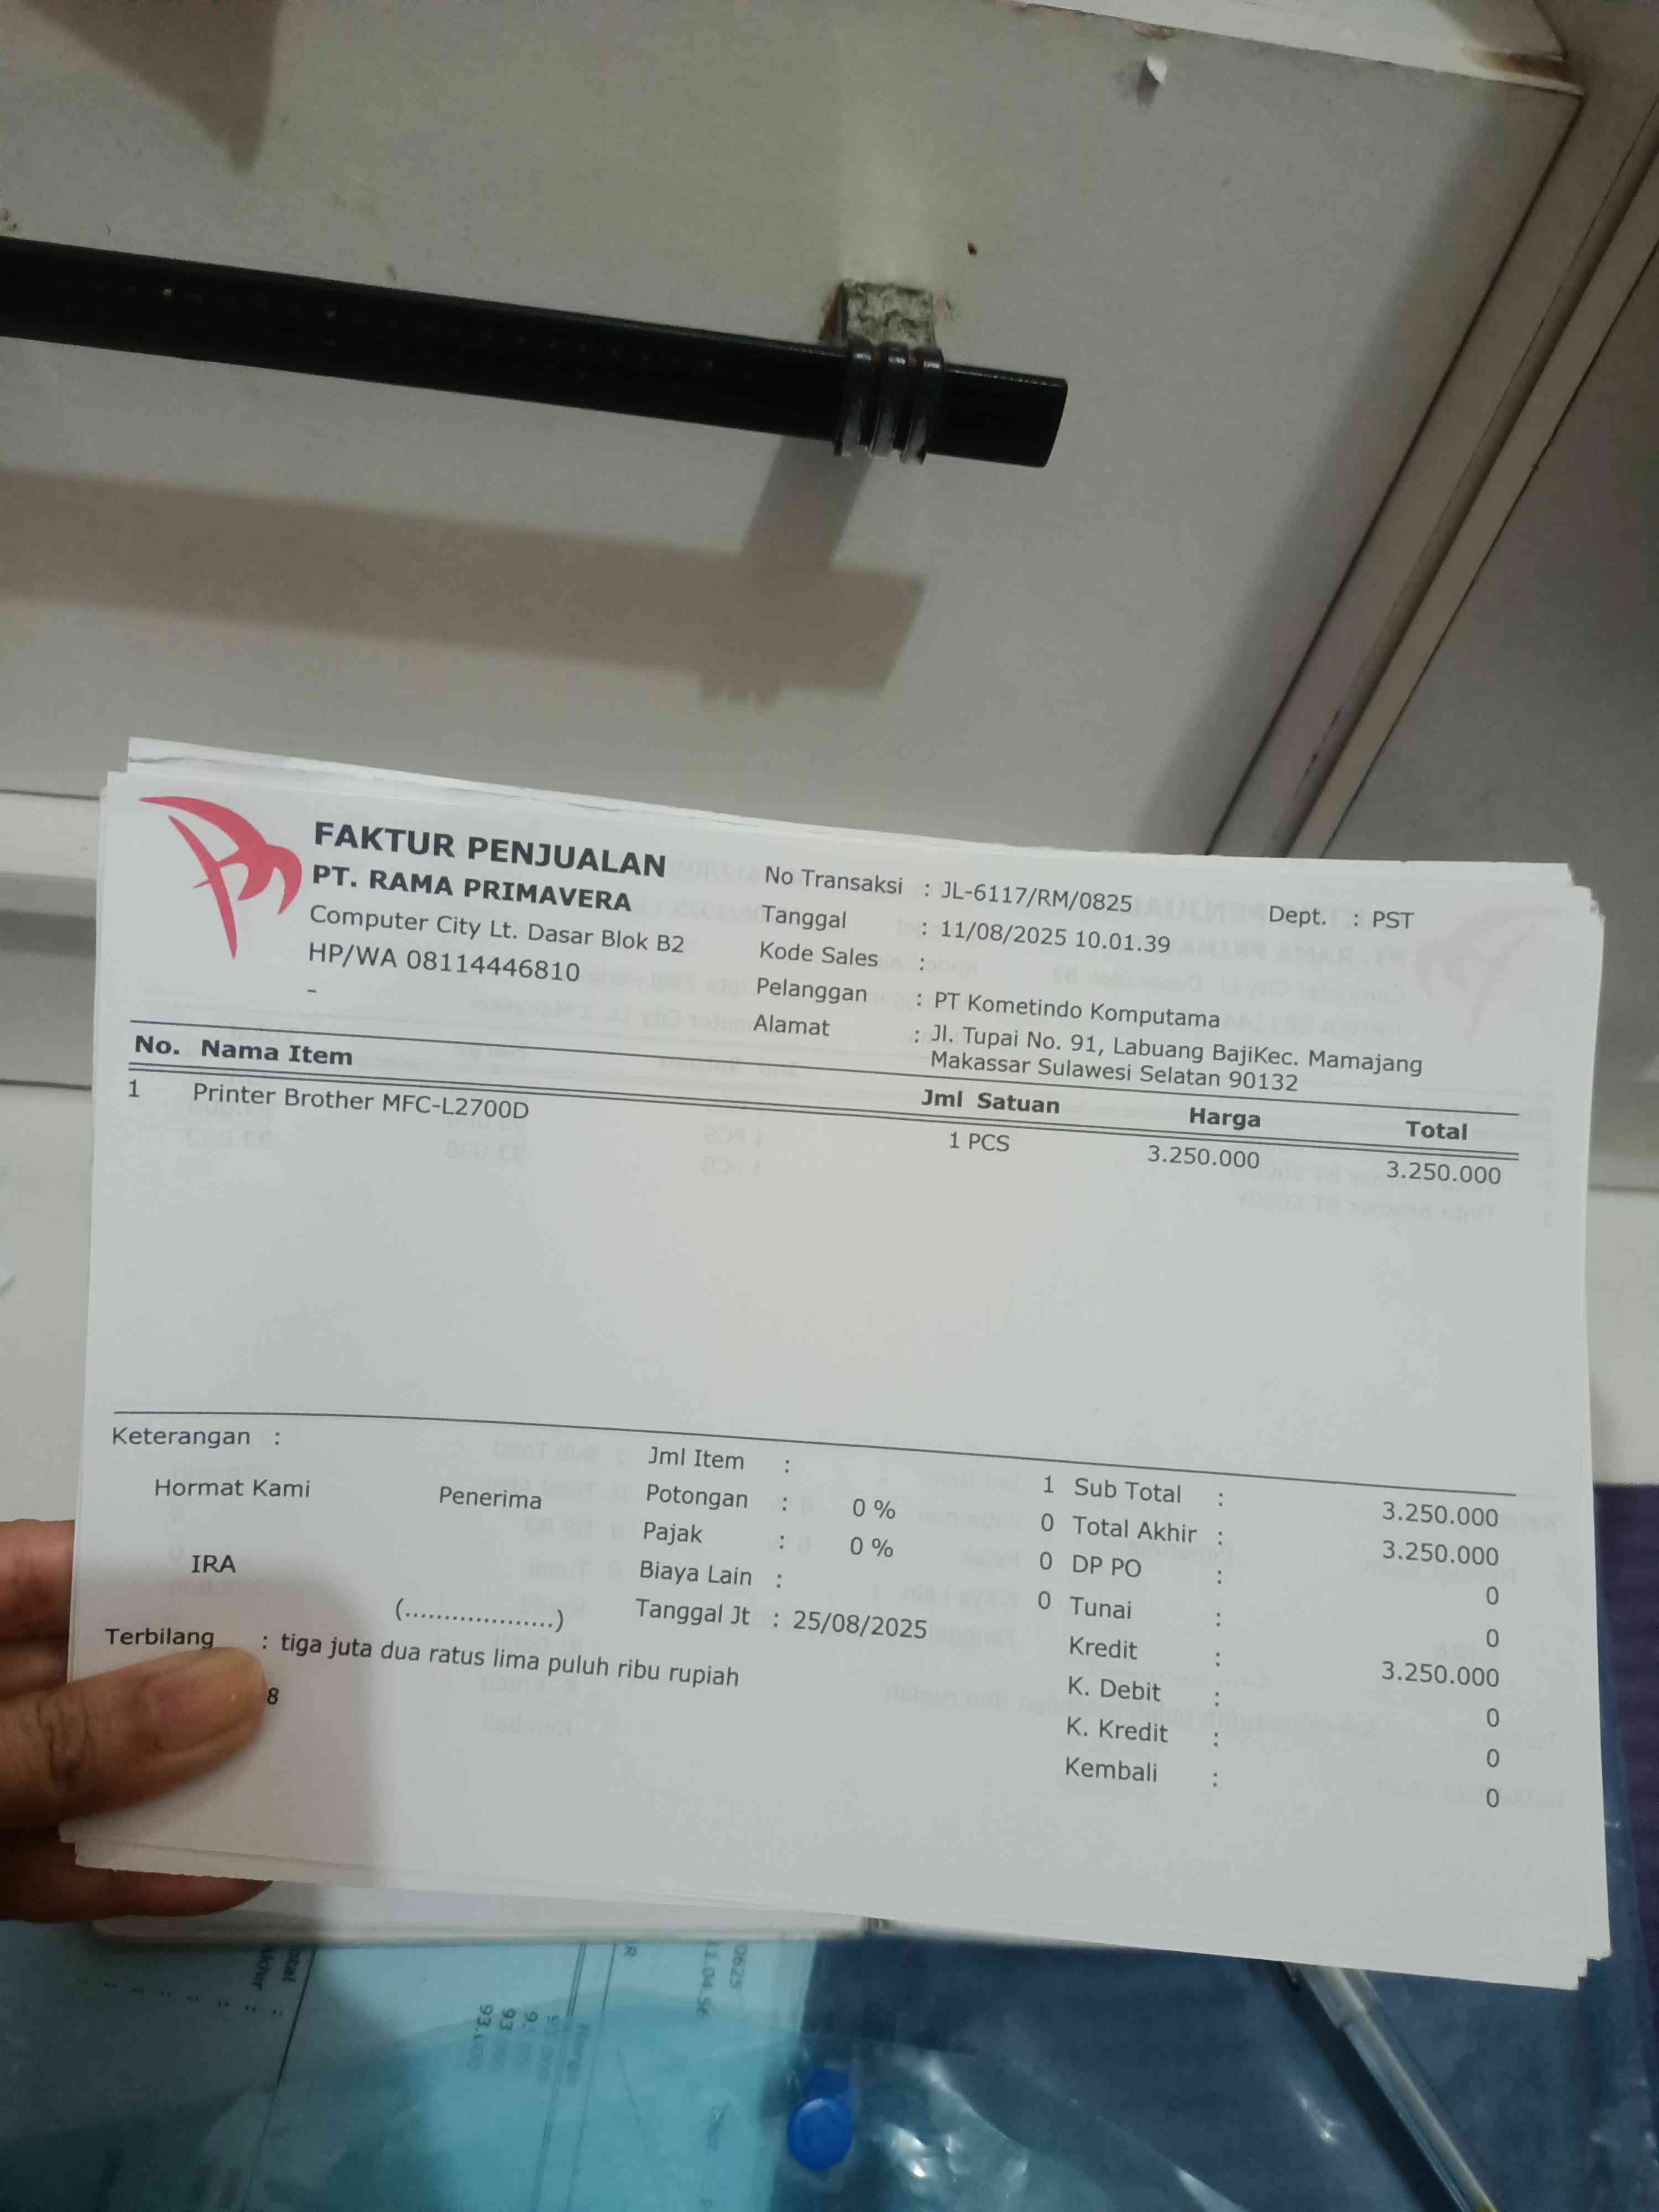 FAKTUR PENJUALAN
PT. RAMA PRIMAVERA
Computer City Lt. Dasar Blok B2
HP/WA 08114446810
-
No Transaksi : JL-6117/RM/0825 Dept. : PST
Tanggal : 11/08/2025 10.01.39
Kode Sales :
Pelanggan : PT Kometindo Komputama
Alamat : Jl. Tupai No. 91, Labuang BajiKec. Mamajang
Makassar Sulawesi Selatan 90132
No. Nama Item Jml Satuan Harga Total
1 Printer Brother MFC-L2700D 1 PCS 3.250.000 3.250.000
Keterangan :
Hormat Kami Penerima
IRA
(....................)
Jml Item : 1
Potongan : 0 % 0
Pajak : 0 % 0
Biaya Lain : 0
Tanggal Jt : 25/08/2025
Sub Total : 3.250.000
Total Akhir : 3.250.000
DP PO : 0
Tunai : 0
Kredit : 3.250.000
K. Debit : 0
K. Kredit : 0
Kembali : 0
Terbilang : tiga juta dua ratus lima puluh ribu rupiah
8
0625
11.04.56